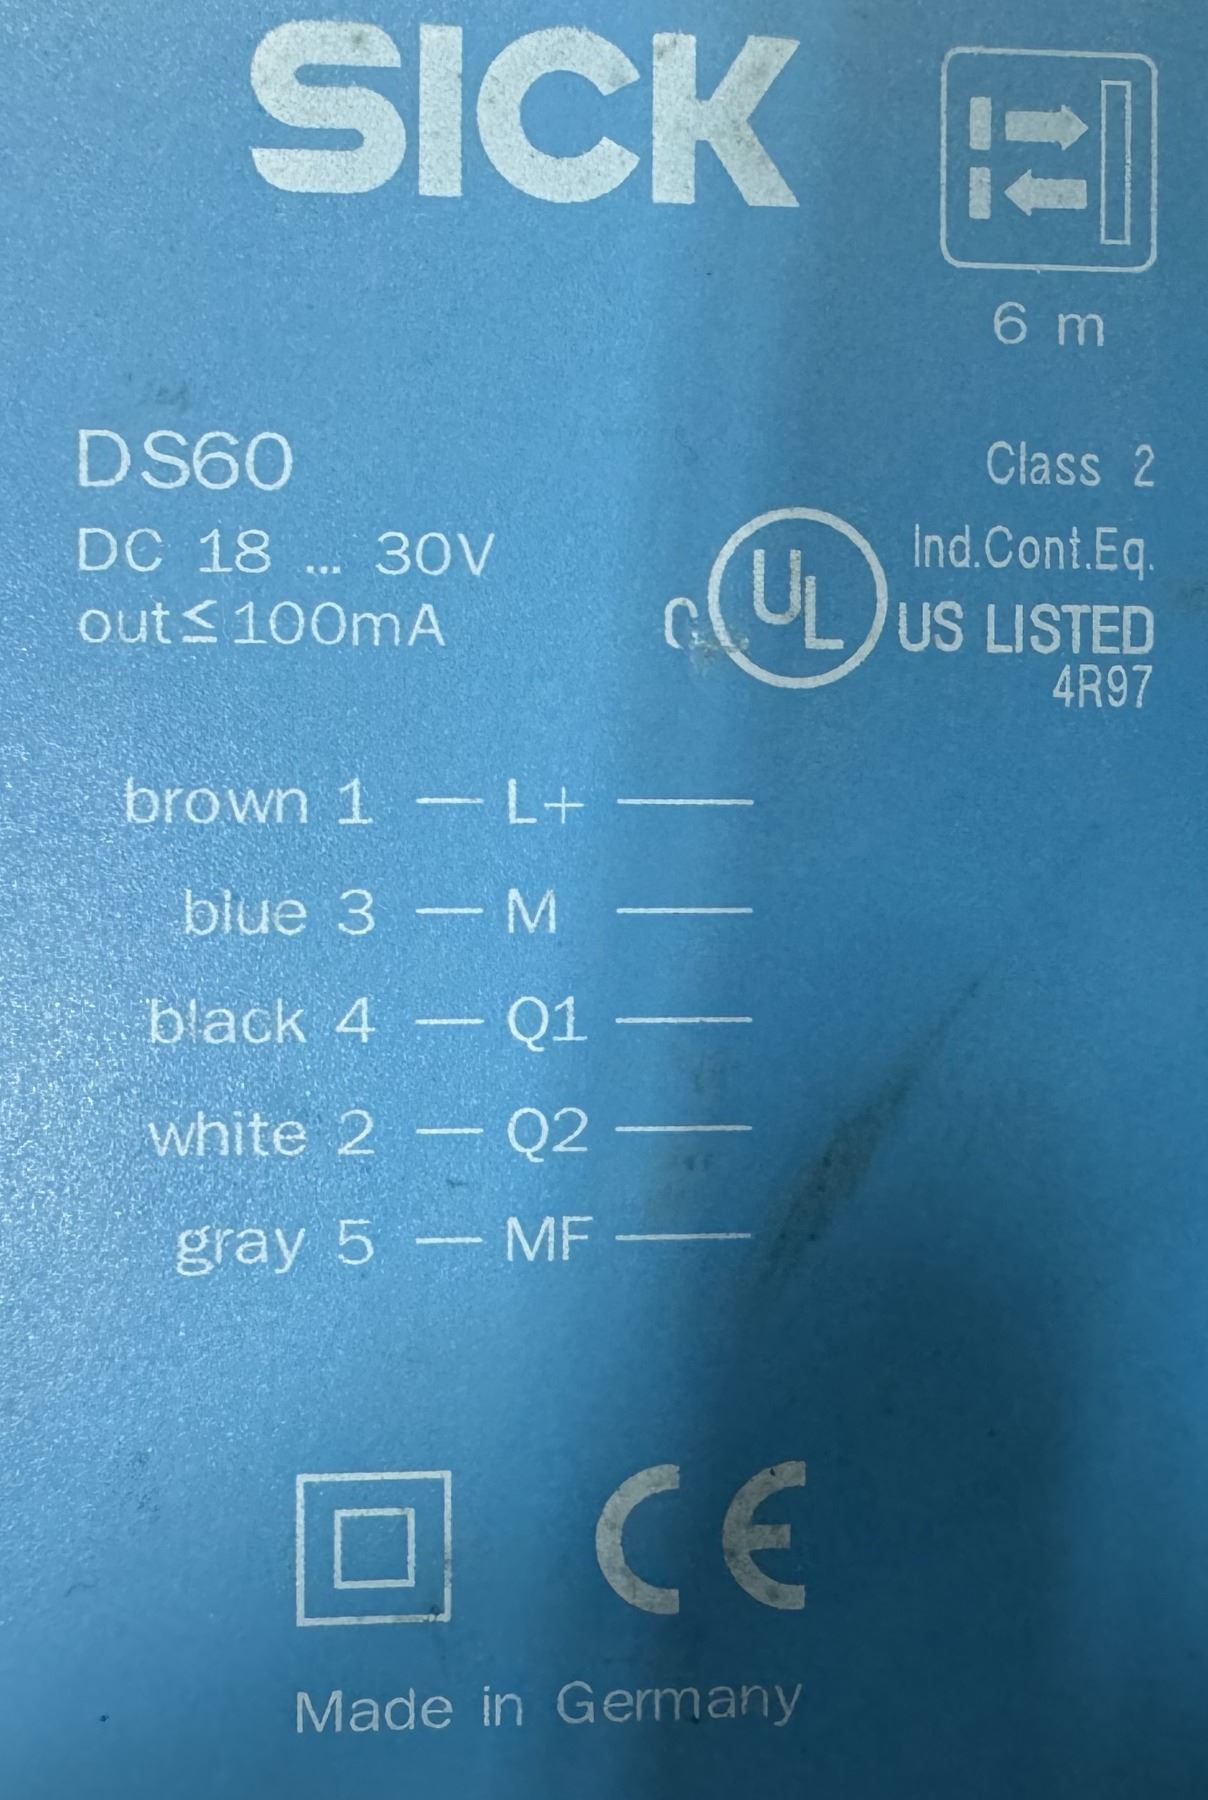 SICK
6 m
DS60
DC 18 ... 30V
out≤100mA
Class 2
Ind.Cont.Eq.
c UL US LISTED
4R97
brown 1 — L+ —
blue 3 — M —
black 4 — Q1 —
white 2 — Q2 —
gray 5 — MF —
CE
Made in Germany